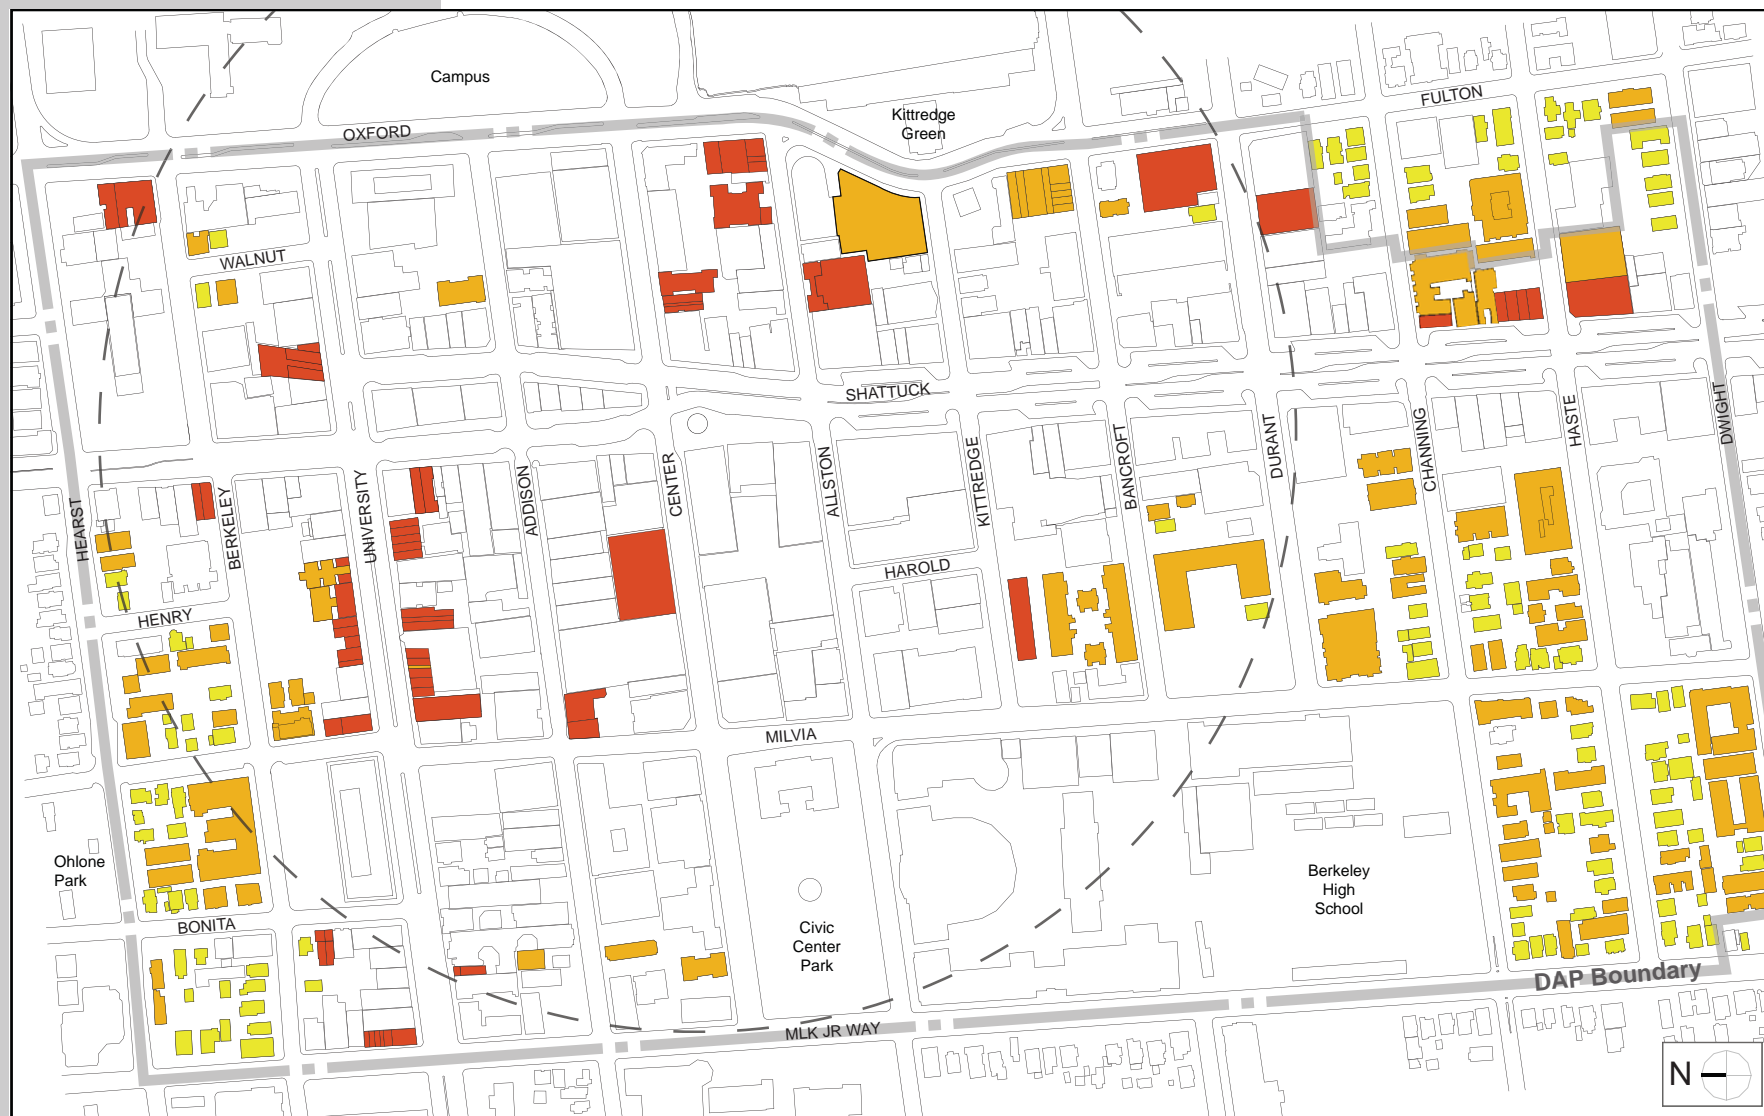 Campus
Kittredge
Green
FULTON
OXFORD
WALNUT
SHATTUCK
HEARST
BERKELEY
UNIVERSITY
ADDISON
CENTER
ALLSTON
KITTREDGE
BANCROFT
DURANT
CHANNING
HASTE
DWIGHT
HAROLD
HENRY
MILVIA
Ohlone
Park
BONITA
Civic
Center
Park
Berkeley
High
School
DAP Boundary
MLK JR WAY
N